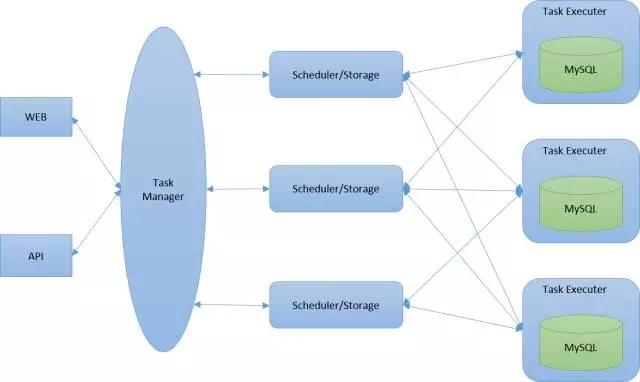 WEB
API
Task
Manager
Scheduler/Storage
Scheduler/Storage
Scheduler/Storage
Task Executer
MySQL
Task Executer
MySQL
Task Executer
MySQL